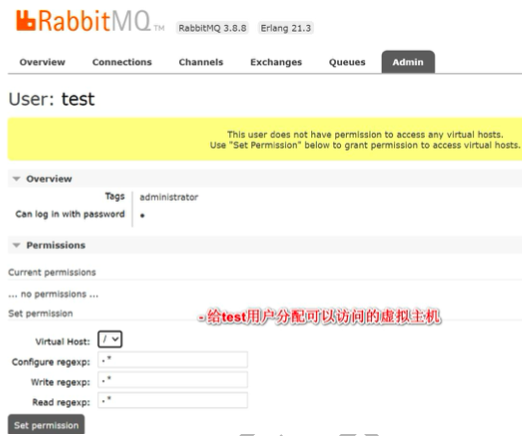 RabbitMQ TM RabbitMQ 3.8.8 Erlang 21.3
Overview Connections Channels Exchanges Queues Admin
User: test
This user does not have permission to access any virtual hosts.
Use "Set Permission" below to grant permission to access virtual hosts.
Overview
Tags administrator
Can log in with password •
Permissions
Current permissions
... no permissions ...
Set permission
- 给test用户分配可以访问的虚拟主机
Virtual Host: /
Configure regexp: .*
Write regexp: .*
Read regexp: .*
Set permission